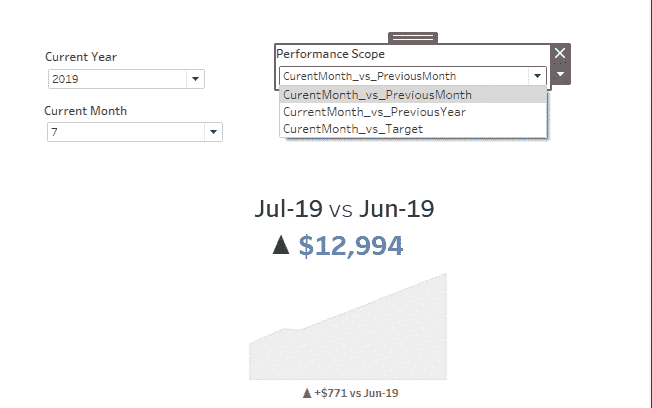 Current Year
2019
Current Month
7
Performance Scope
CurentMonth_vs_PreviousMonth
CurentMonth_vs_PreviousMonth
CurrentMonth_vs_PreviousYear
CurentMonth_vs_Target
Jul-19 vs Jun-19
▲ $12,994
▲ +$771 vs Jun-19